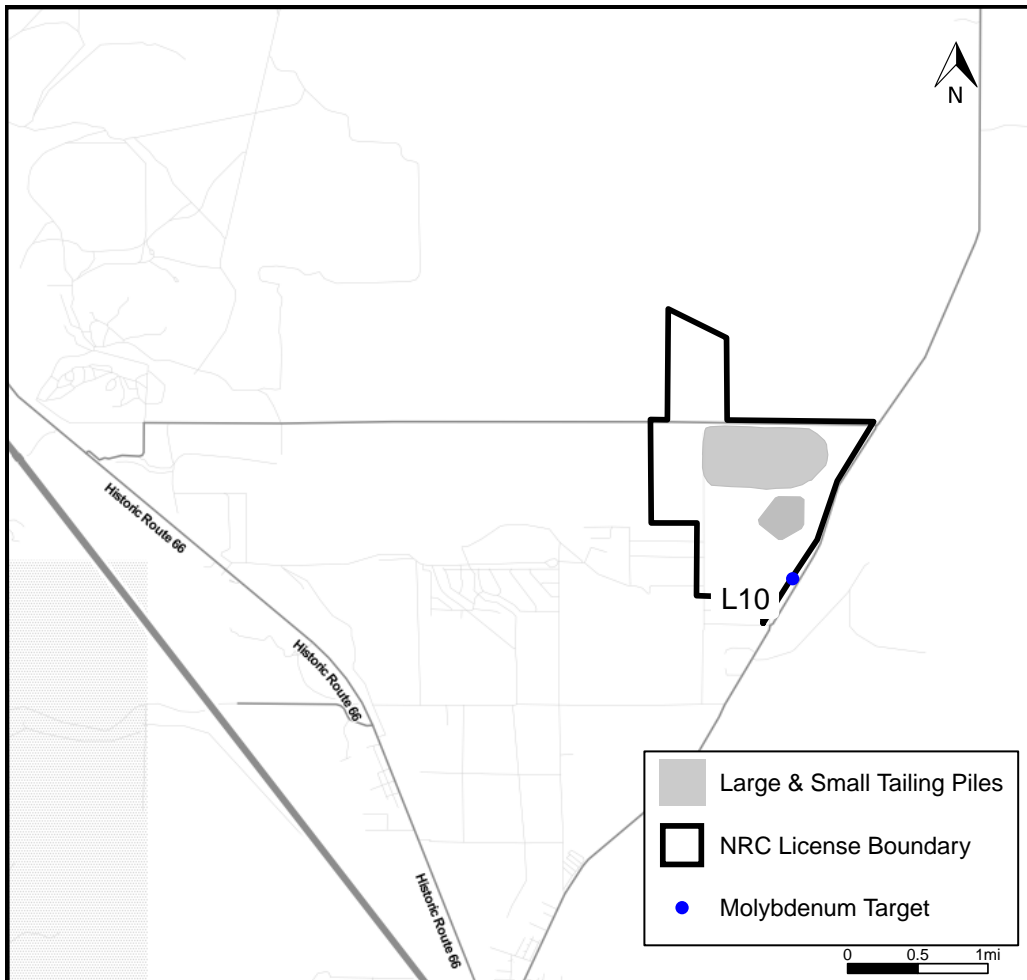 N
Historic Route 66
L10
Historic Route 66
Large & Small Tailing Piles
NRC License Boundary
Historic Route 66
Molybdenum Target
0 0.5 1mi